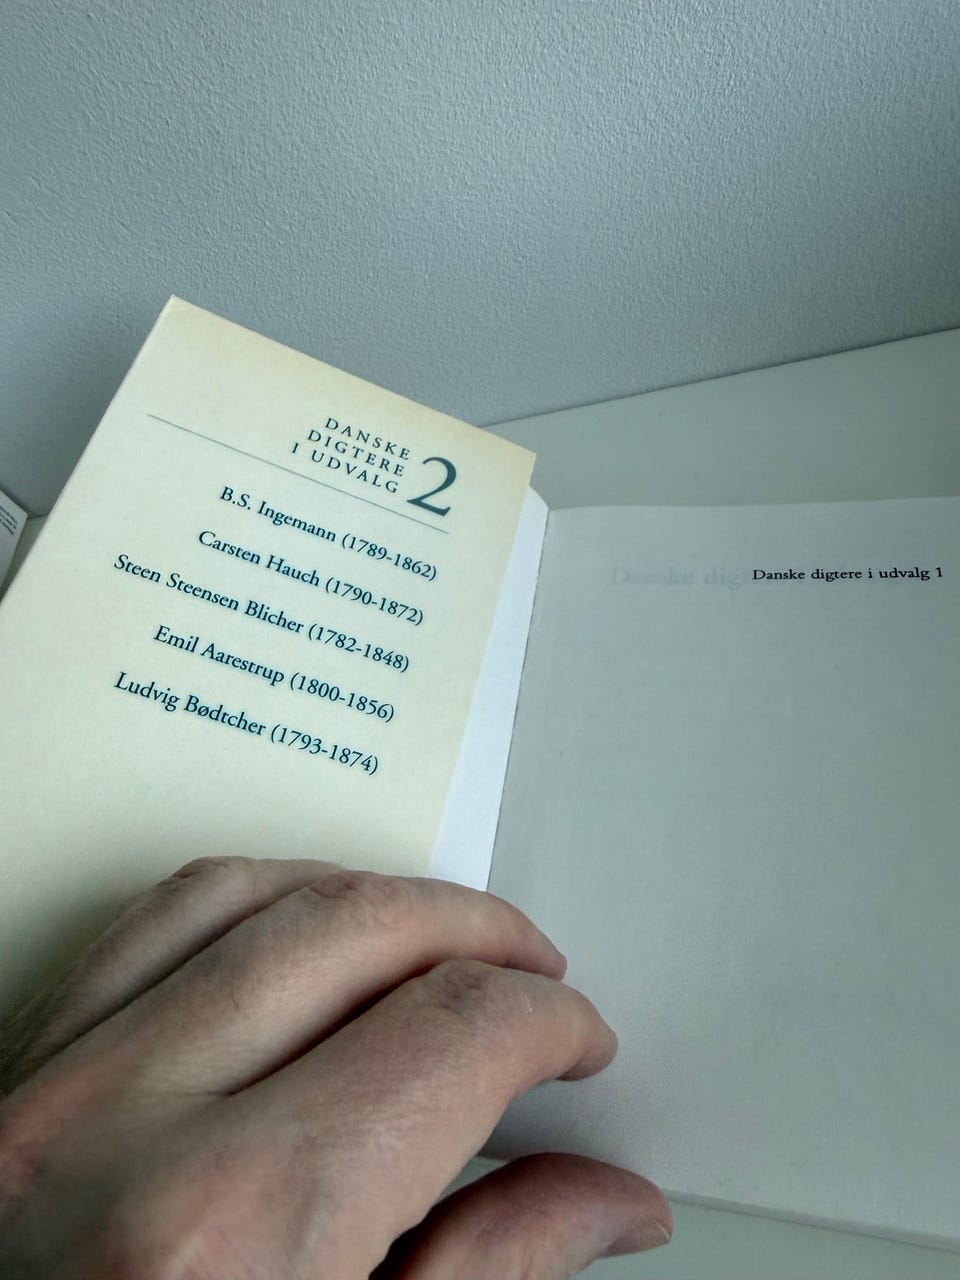 DANSKE
DIGTERE
I UDVALG
2
B.S. Ingemann (1789-1862)
Carsten Hauch (1790-1872)
Steen Steensen Blicher (1782-1848)
Emil Aarestrup (1800-1856)
Ludvig Bødtcher (1793-1874)
Danske digtere i udvalg 1